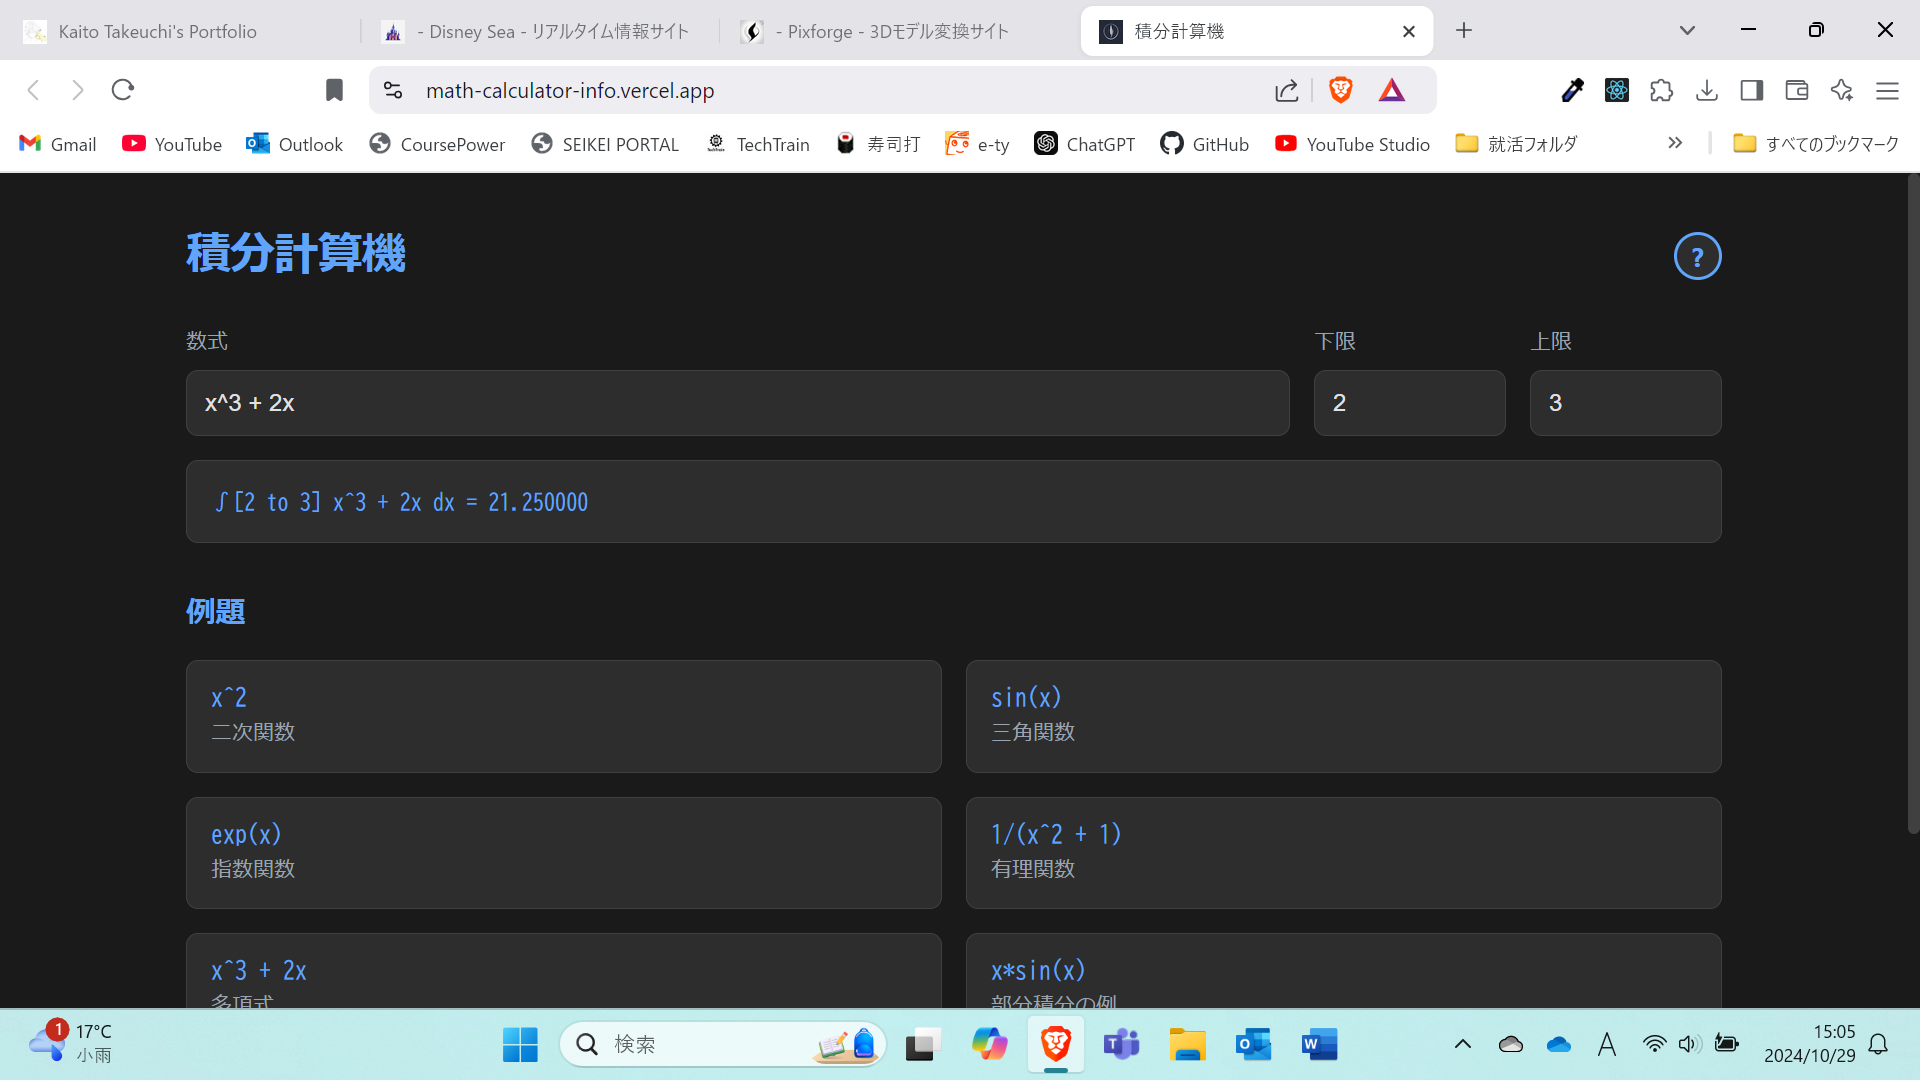 Kaito Takeuchi's Portfolio
- Disney Sea - リアルタイム情報サイト
- Pixforge - 3Dモデル変換サイト
積分計算機
math-calculator-info.vercel.app
Gmail
YouTube
Outlook
CoursePower
SEIKEI PORTAL
TechTrain
寿司打
e-ty
ChatGPT
GitHub
YouTube Studio
就活フォルダ
すべてのブックマーク
積分計算機
?
数式
下限
上限
x^3 + 2x
2
3
∫[2 to 3] x^3 + 2x dx = 21.250000
例題
x^2
二次関数
sin(x)
三角関数
exp(x)
指数関数
1/(x^2 + 1)
有理関数
x^3 + 2x
多項式
x*sin(x)
部分積分の例
1
17°C
小雨
検索
A
15:05
2024/10/29